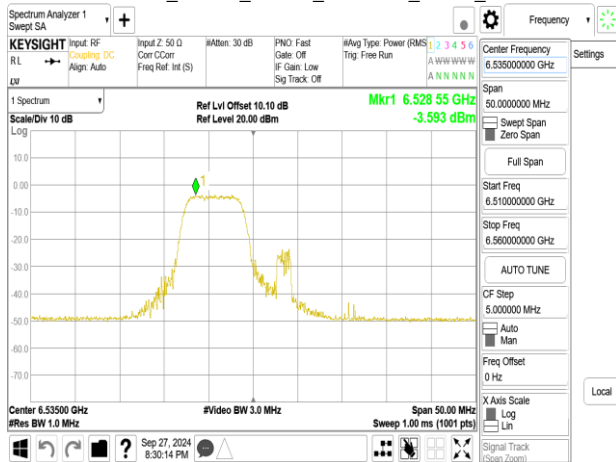 Spectrum Analyzer 1
Swept SA
+
Frequency
KEYSIGHT
RL
LXI
Input: RF
Coupling: DC
Align: Auto
Input Z: 50 Ω
Corr CCorr
Freq Ref: Int (S)
#Atten: 30 dB
PNO: Fast
Gate: Off
IF Gain: Low
Sig Track: Off
#Avg Type: Power (RMS
Trig: Free Run
1 2 3 4 5 6
A W W W W W
A N N N N N
1 Spectrum
Scale/Div 10 dB
Ref Lvl Offset 10.10 dB
Ref Level 20.00 dBm
Mkr1 6.528 55 GHz
-3.593 dBm
Log
10.0
0.00
-10.0
-20.0
-30.0
-40.0
-50.0
-60.0
-70.0
1
Center 6.53500 GHz
#Res BW 1.0 MHz
#Video BW 3.0 MHz
Span 50.00 MHz
Sweep 1.00 ms (1001 pts)
Sep 27, 2024
8:30:14 PM
?
Center Frequency
6.535000000 GHz
Span
50.0000000 MHz
Swept Span
Zero Span
Full Span
Start Freq
6.510000000 GHz
Stop Freq
6.560000000 GHz
AUTO TUNE
CF Step
5.000000 MHz
Auto
Man
Freq Offset
0 Hz
X Axis Scale
Log
Lin
Signal Track
(Span Zoom)
Settings
Local